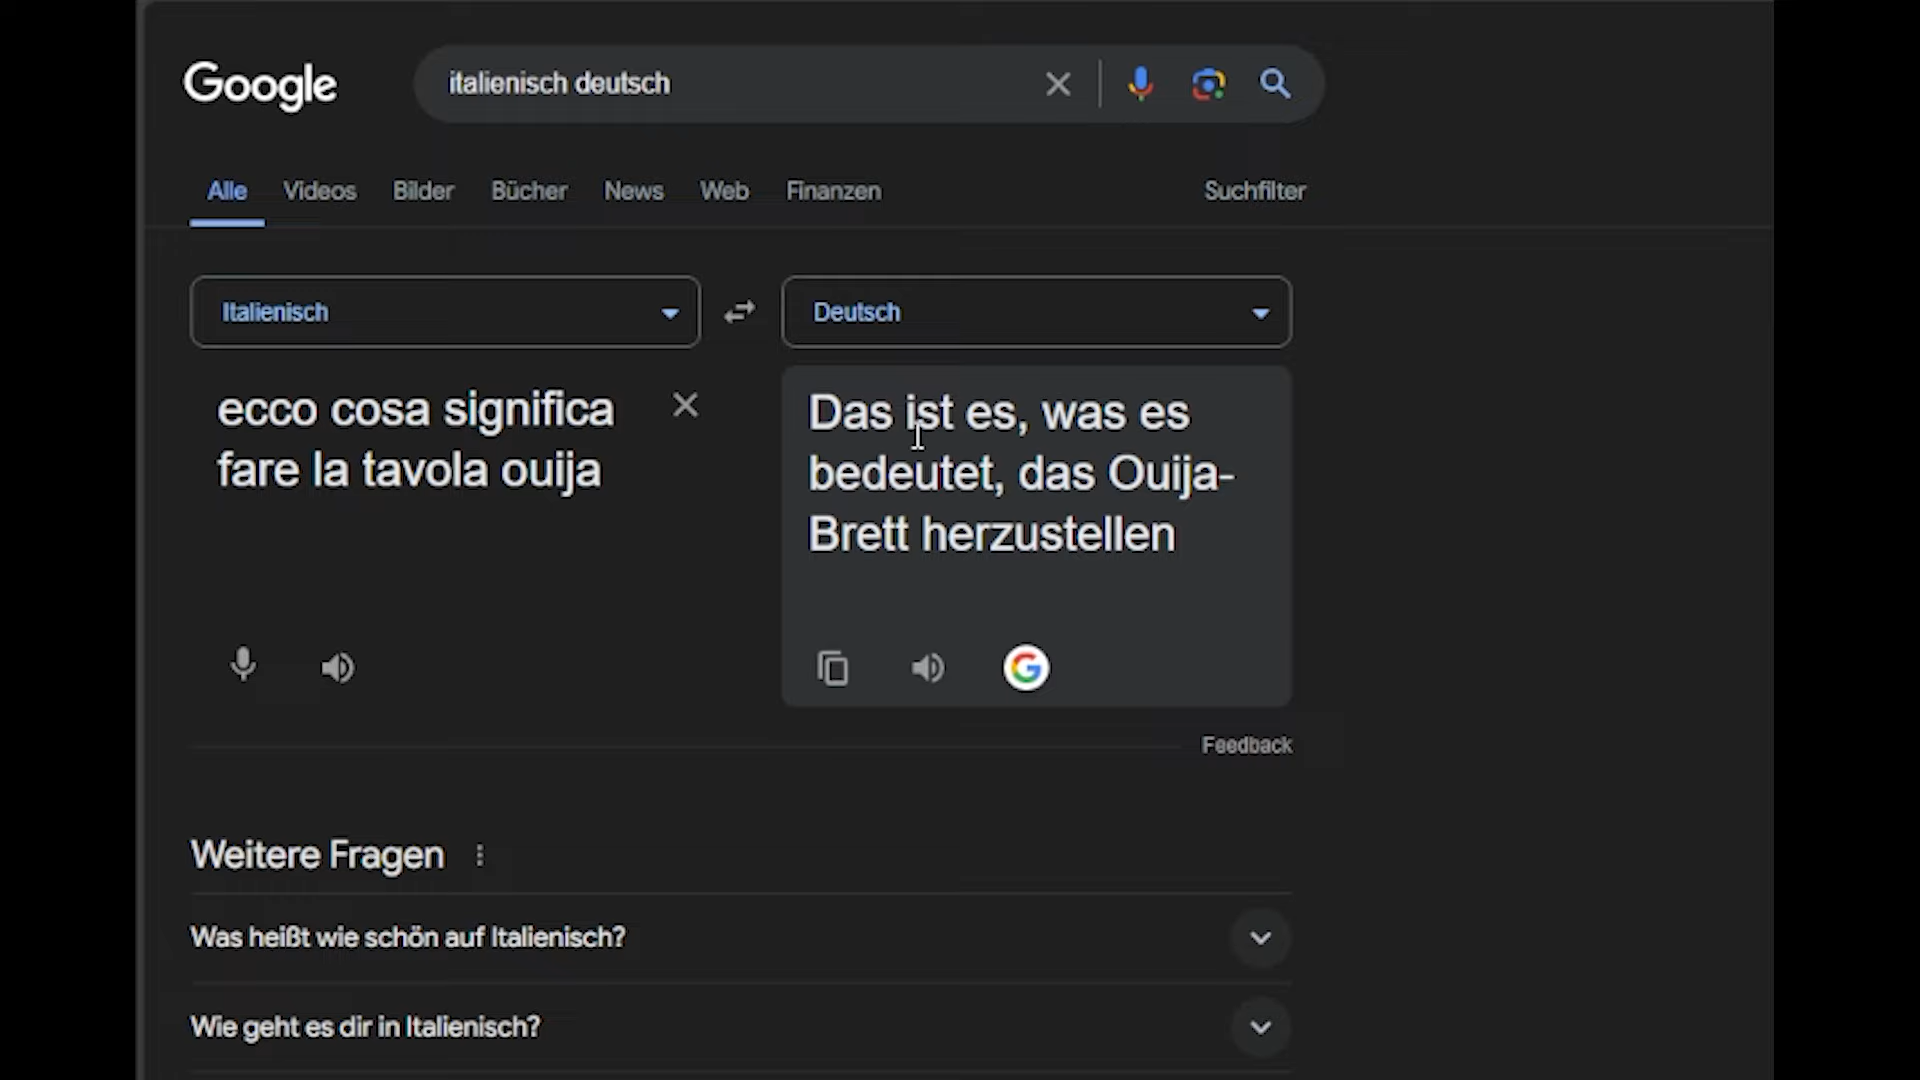 Google
italienisch deutsch
Alle Videos Bilder Bücher News Web Finanzen Suchfilter
Italienisch
Deutsch
ecco cosa significa
fare la tavola ouija
Das ist es, was es
bedeutet, das Ouija-
Brett herzustellen
G
Feedback
Weitere Fragen
Was heißt wie schön auf Italienisch?
Wie geht es dir in Italienisch?